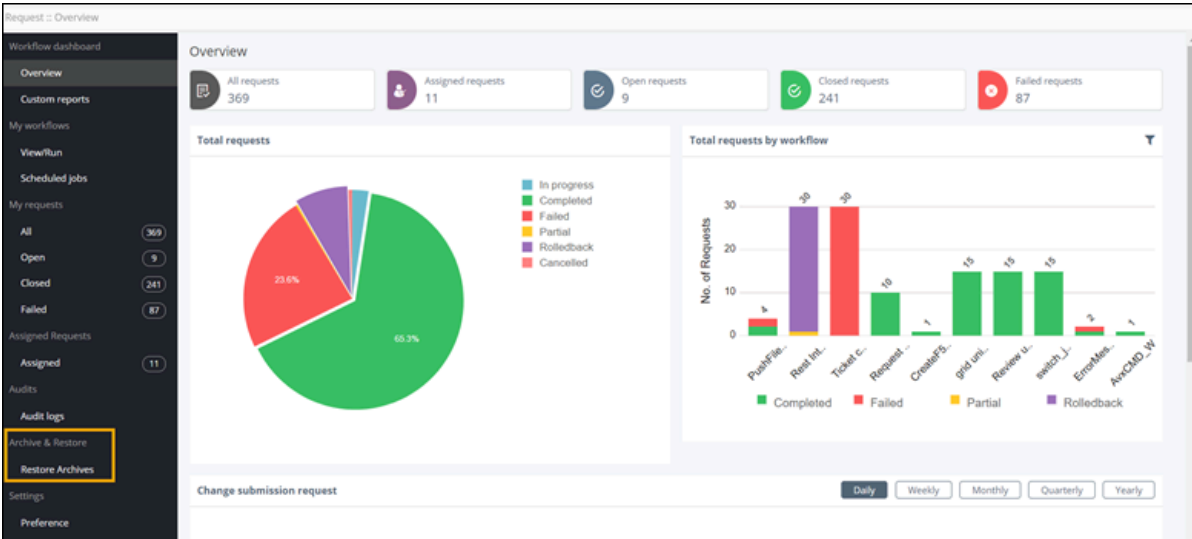 Request :: Overview
Workflow dashboard
Overview
Custom reports
My workflows
View/Run
Scheduled jobs
My requests
All 369
Open 9
Closed 241
Failed 87
Assigned Requests
Assigned 11
Audits
Audit logs
Archive & Restore
Restore Archives
Settings
Preference
Overview
All requests
369
Assigned requests
11
Open requests
9
Closed requests
241
Failed requests
87
Total requests
In progress
Completed
Failed
Partial
Rolledback
Cancelled
23.6%
65.3%
Total requests by workflow
No. of Requests
30
20
10
0
4
30
30
10
1
15
15
15
2
1
PushFile..
Rest Int..
Ticket c..
Request ..
CreateF5..
grid uni..
Review u..
switch_j..
ErrorMes..
AvxCMD_W
Completed Failed Partial Rolledback
Change submission request
Daily Weekly Monthly Quarterly Yearly